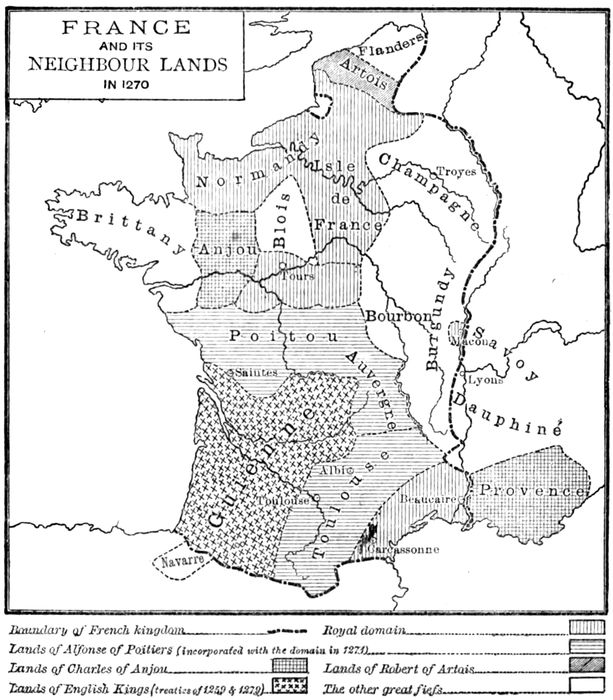 FRANCE
AND ITS
NEIGHBOUR LANDS
IN 1270
Flanders
Artois
Normandy
Isle
de
France
Champagne
Troyes
Brittany
Anjou
Blois
Tours
Burgundy
Bourbon
Poitou
Macon
Savoy
Saintes
Auvergne
Lyons
Dauphiné
Guienne
Albi
Toulouse
Toulouse
Beaucaire
Provence
Carcassonne
Navarre
Boundary of French kingdom
Royal domain
Lands of Alfonse of Poitiers (incorporated with the domain in 1271)
Lands of Charles of Anjou
Lands of Robert of Artois
Lands of English Kings (treaties of 1259 & 1279)
The other great fiefs